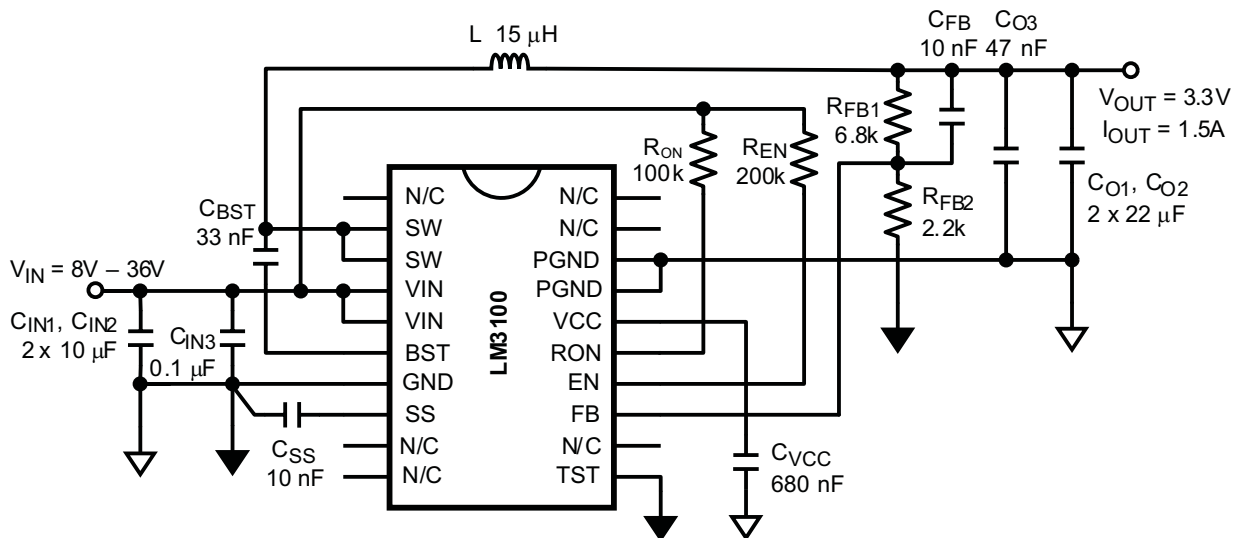 L 15 μH
CFB
10 nF
CO3
47 nF
VOUT = 3.3V
IOUT = 1.5A
RFB1
6.8k
RON
100k
REN
200k
RFB2
2.2k
CO1, CO2
2 x 22 μF
CBST
33 nF
VIN = 8V – 36V
CIN1, CIN2
2 x 10 μF
CIN3
0.1 μF
CSS
10 nF
N/C
SW
SW
VIN
VIN
BST
GND
SS
N/C
N/C
LM3100
N/C
N/C
PGND
PGND
VCC
RON
EN
FB
N/C
TST
CVCC
680 nF